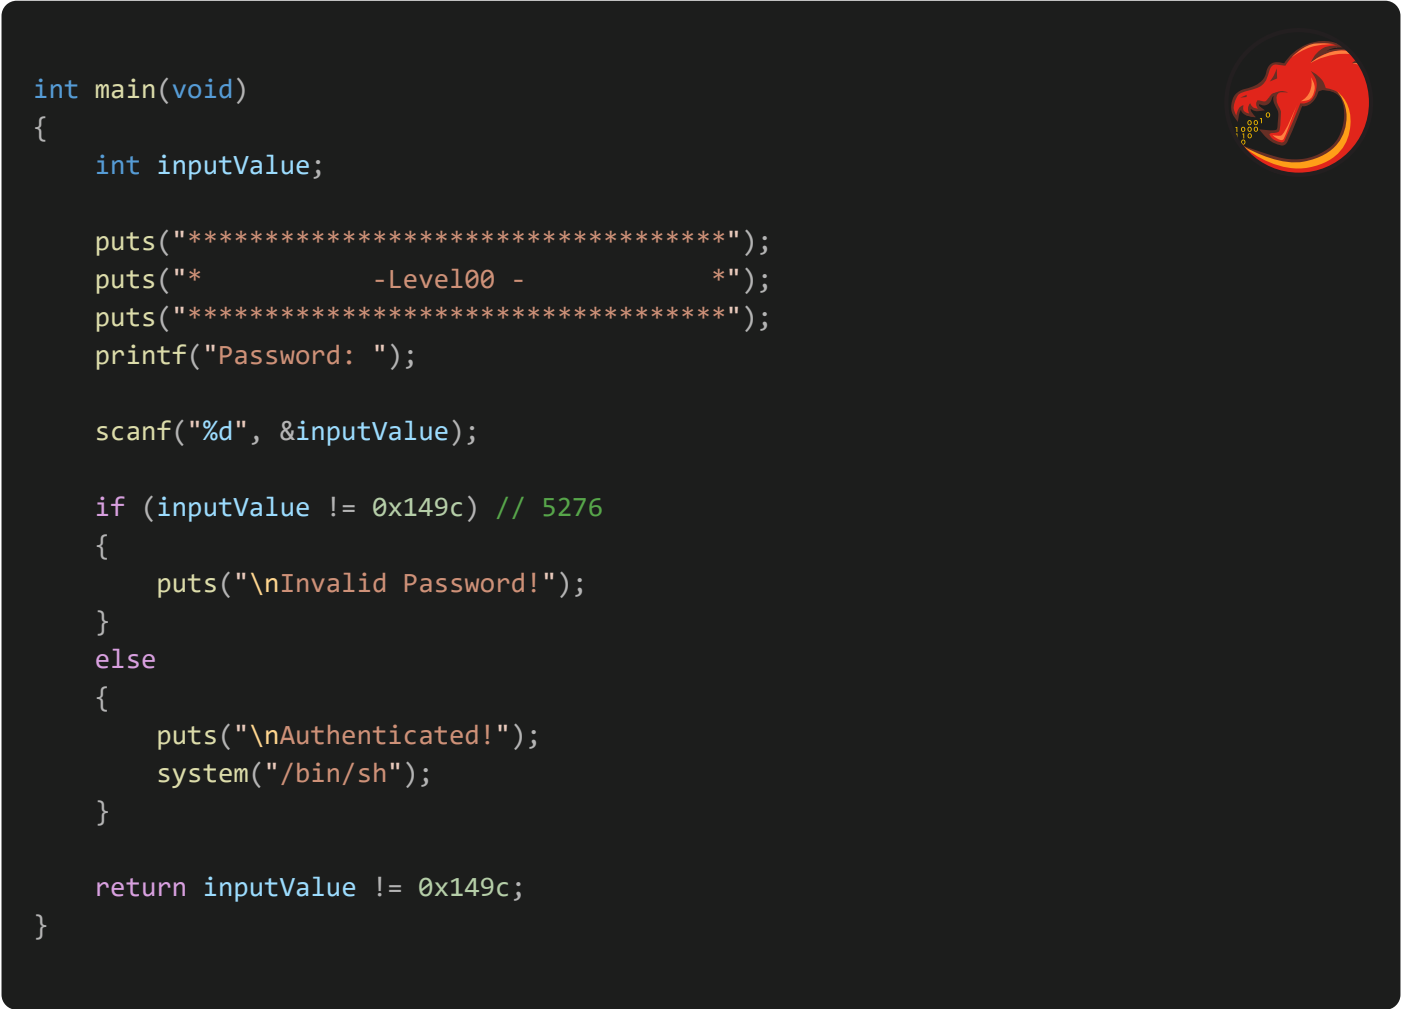 int main(void)
{
    int inputValue;

    puts("***********************************");
    puts("*           -Level00 -            *");
    puts("***********************************");
    printf("Password: ");

    scanf("%d", &inputValue);

    if (inputValue != 0x149c) // 5276
    {
        puts("\nInvalid Password!");
    }
    else
    {
        puts("\nAuthenticated!");
        system("/bin/sh");
    }

    return inputValue != 0x149c;
}